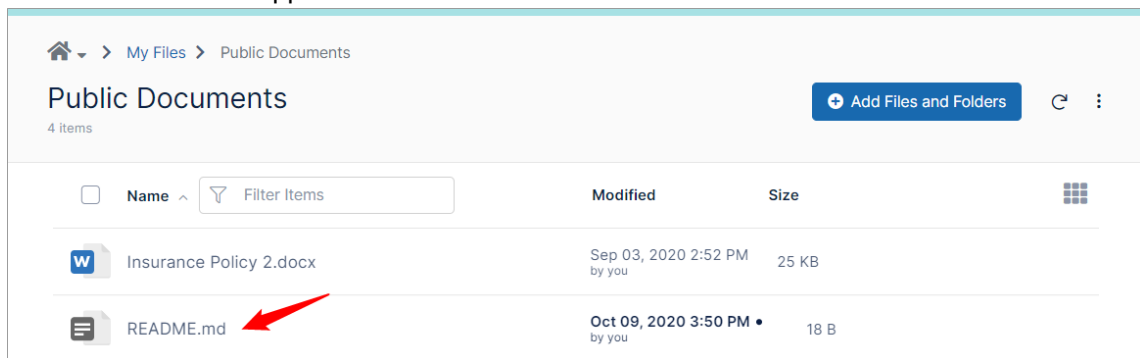 My Files > Public Documents
Public Documents
4 items
Add Files and Folders
Name
Filter Items
Modified
Size
W
Insurance Policy 2.docx
Sep 03, 2020 2:52 PM
by you
25 KB
README.md
Oct 09, 2020 3:50 PM •
by you
18 B